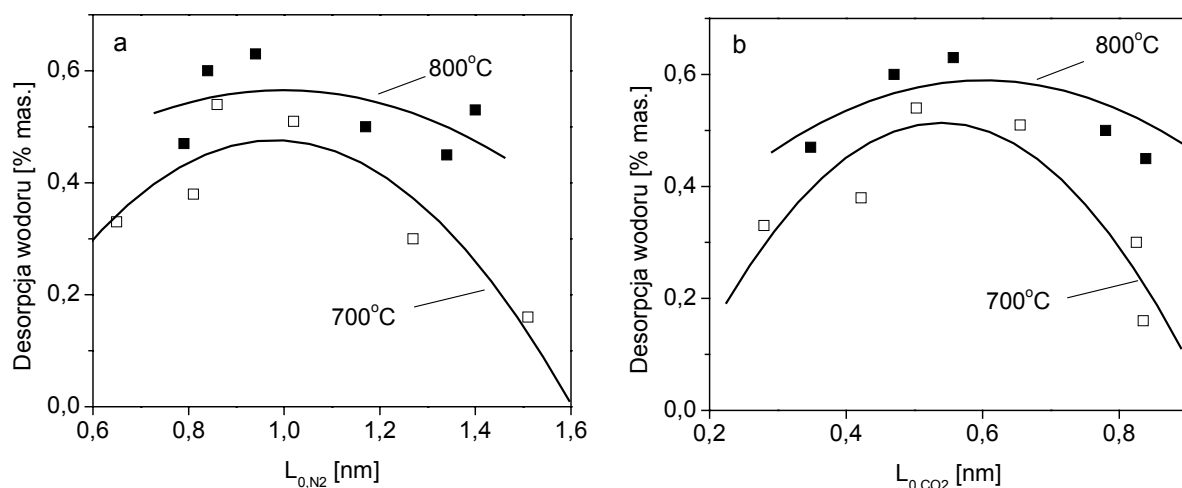 a
800°C
700°C
Desorpcja wodoru [% mas.]
0,6
0,4
0,2
0,0
0,6 0,8 1,0 1,2 1,4 1,6
L0,N2 [nm]
b
800°C
700°C
Desorpcja wodoru [% mas.]
0,6
0,4
0,2
0,0
0,2 0,4 0,6 0,8
L0,CO2 [nm]